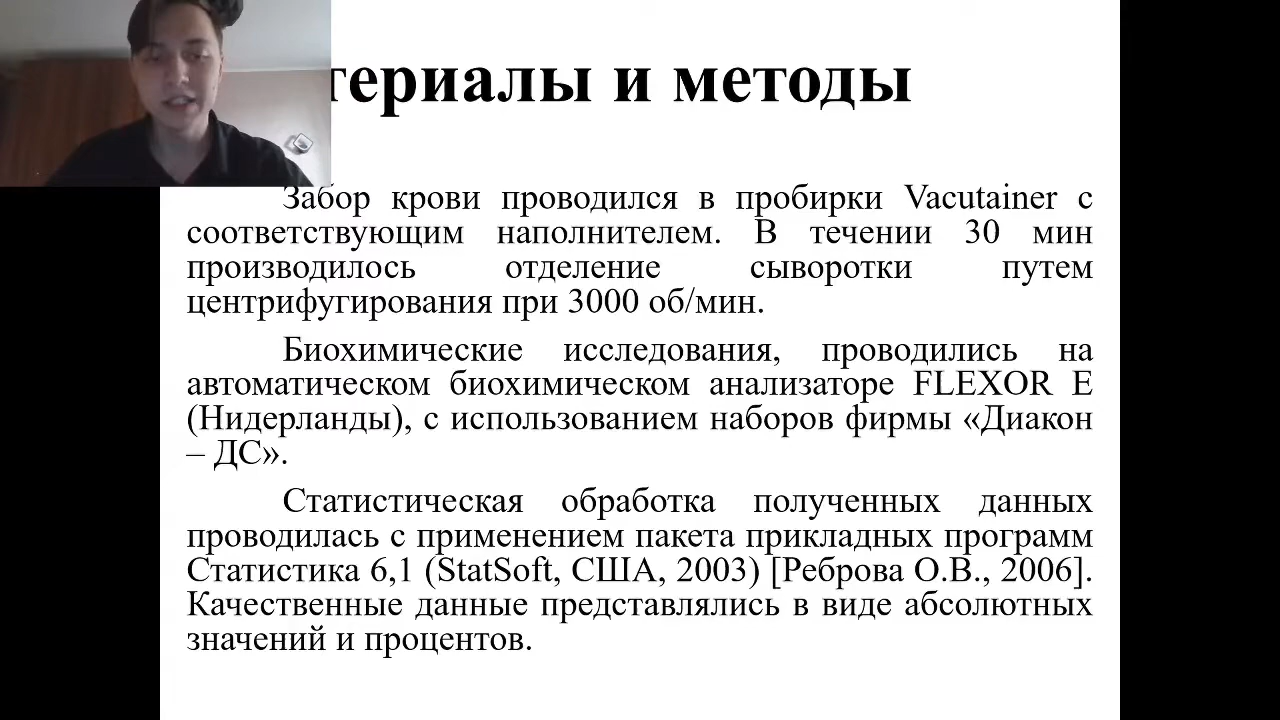 териалы и методы
Забор крови проводился в пробирки Vacutainer с
соответствующим наполнителем. В течении 30 мин
производилось отделение сыворотки путем
центрифугирования при 3000 об/мин.
Биохимические исследования, проводились на
автоматическом биохимическом анализаторе FLEXOR E
(Нидерланды), с использованием наборов фирмы «Диакон
– ДС».
Статистическая обработка полученных данных
проводилась с применением пакета прикладных программ
Статистика 6,1 (StatSoft, США, 2003) [Реброва О.В., 2006].
Качественные данные представлялись в виде абсолютных
значений и процентов.